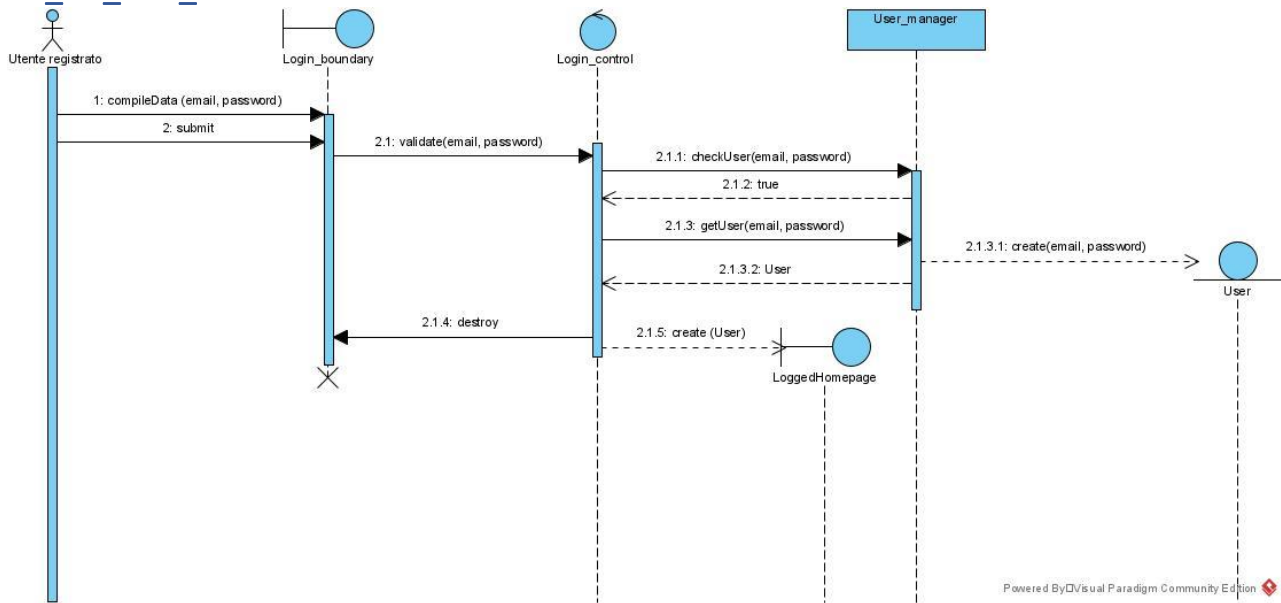 Utente registrato
Login_boundary
Login_control
User_manager
1: compileData (email, password)
2: submit
2.1: validate(email, password)
2.1.1: checkUser(email, password)
2.1.2: true
2.1.3: getUser(email, password)
2.1.3.1: create(email, password)
2.1.3.2: User
User
2.1.4: destroy
2.1.5: create (User)
LoggedHomepage
Powered By□Visual Paradigm Community Edition